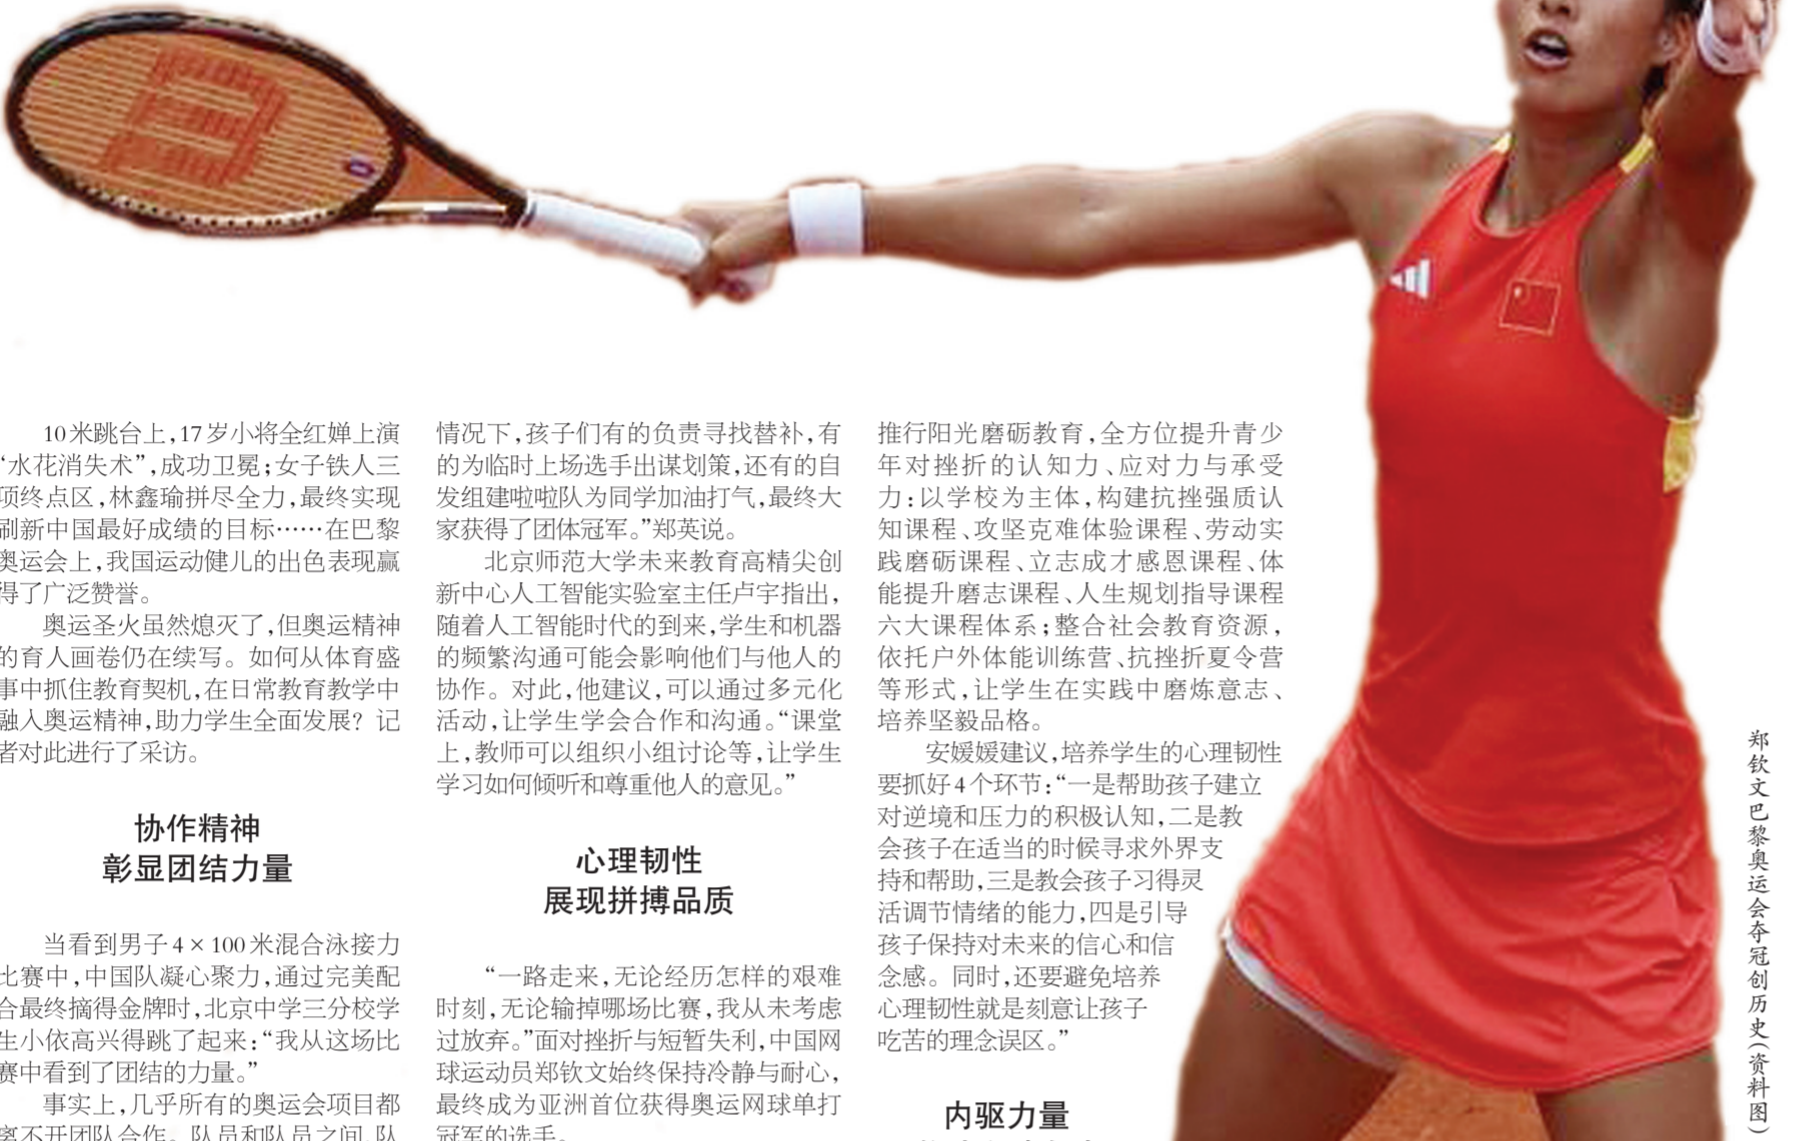 10米跳台上，17岁小将全红婵上演
“水花消失术”，成功卫冕；女子铁人三
项终点区，林鑫瑜拼尽全力，最终实现
刷新中国最好成绩的目标……在巴黎
奥运会上，我国运动健儿的出色表现赢
得了广泛赞誉。
奥运圣火虽然熄灭了，但奥运精神
的育人画卷仍在续写。如何从体育盛
事中抓住教育契机，在日常教育教学中
融入奥运精神，助力学生全面发展？记
者对此进行了采访。
协作精神
彰显团结力量
当看到男子4×100米混合泳接力
比赛中，中国队凝心聚力，通过完美配
合最终摘得金牌时，北京中学三分校学
生小依高兴得跳了起来：“我从这场比
赛中看到了团结的力量。”
事实上，几乎所有的奥运会项目都
离不开团队合作。队员和队员之间、队
情况下，孩子们有的负责寻找替补，有
的为临时上场选手出谋划策，还有的自
发组建啦啦队为同学加油打气，最终大
家获得了团体冠军。”郑英说。
北京师范大学未来教育高精尖创
新中心人工智能实验室主任卢宇指出，
随着人工智能时代的到来，学生和机器
的频繁沟通可能会影响他们与他人的
协作。对此，他建议，可以通过多元化
活动，让学生学会合作和沟通。“课堂
上，教师可以组织小组讨论等，让学生
学习如何倾听和尊重他人的意见。”
心理韧性
展现拼搏品质
“一路走来，无论经历怎样的艰难
时刻，无论输掉哪场比赛，我从未考虑
过放弃。”面对挫折与短暂失利，中国网
球运动员郑钦文始终保持冷静与耐心，
最终成为亚洲首位获得奥运网球单打
冠军的选手。
推行阳光磨砺教育，全方位提升青少
年对挫折的认知力、应对力与承受
力：以学校为主体，构建抗挫强质认
知课程、攻坚克难体验课程、劳动实
践磨砺课程、立志成才感恩课程、体
能提升磨志课程、人生规划指导课程
六大课程体系；整合社会教育资源，
依托户外体能训练营、抗挫折夏令营
等形式，让学生在实践中磨炼意志、
培养坚毅品格。
安媛媛建议，培养学生的心理韧性
要抓好4个环节：“一是帮助孩子建立
对逆境和压力的积极认知，二是教
会孩子在适当的时候寻求外界支
持和帮助，三是教会孩子习得灵
活调节情绪的能力，四是引导
孩子保持对未来的信心和信
念感。同时，还要避免培养
心理韧性就是刻意让孩子
吃苦的理念误区。”
内驱力量
郑钦文巴黎奥运会夺冠创历史（资料图）